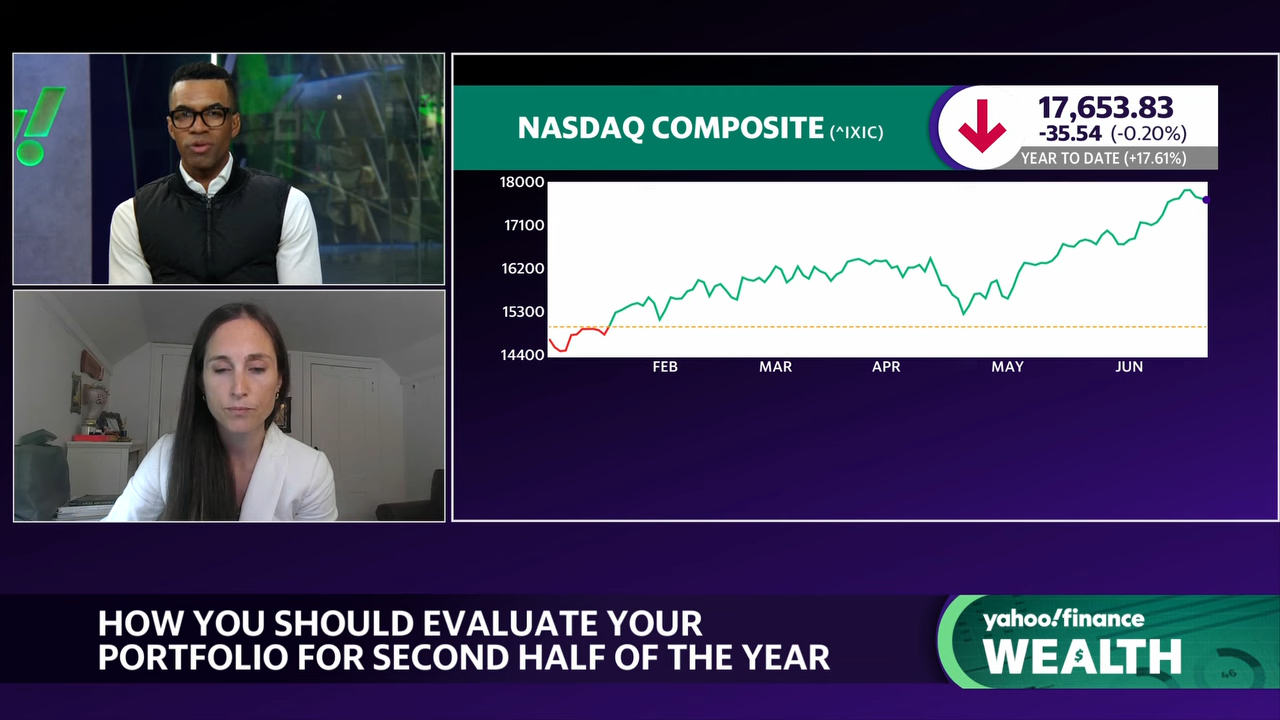 NASDAQ COMPOSITE (^IXIC)
17,653.83
-35.54 (-0.20%)
YEAR TO DATE (+17.61%)
18000
17100
16200
15300
14400
FEB MAR APR MAY JUN
HOW YOU SHOULD EVALUATE YOUR
PORTFOLIO FOR SECOND HALF OF THE YEAR
yahoo!finance
WEALTH